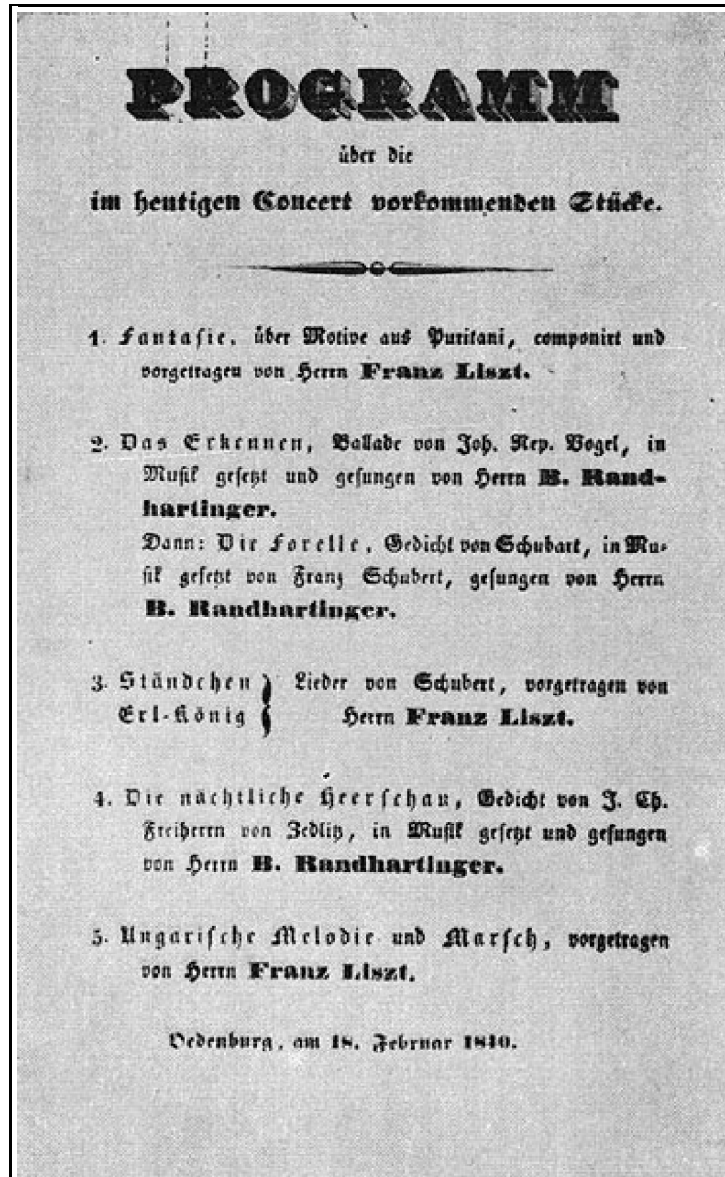 PROGRAMM
über die
im heutigen Concert vorkommenden Stücke.
1. Fantasie, über Motive aus Puritani, componirt und
vorgetragen von Herrn Franz Liszt.
2. Das Erkennen, Ballade von Joh. Nep. Vogel, in
Musik gesetzt und gesungen von Herrn B. Rand-
hartinger.
Dann: Die Forelle, Gedicht von Schubart, in Mu-
sik gesetzt von Franz Schubert, gesungen von Herrn
B. Randhartinger.
3. Ständchen } Lieder von Schubert, vorgetragen von
Erl-König } Herrn Franz Liszt.
4. Die nächtliche Heerschau, Gedicht von J. Ch.
Freiherrn von Zedlitz, in Musik gesetzt und gesungen
von Herrn B. Randhartinger.
5. Ungarische Melodie und Marsch, vorgetragen
von Herrn Franz Liszt.
Oedenburg, am 18. Februar 1840.